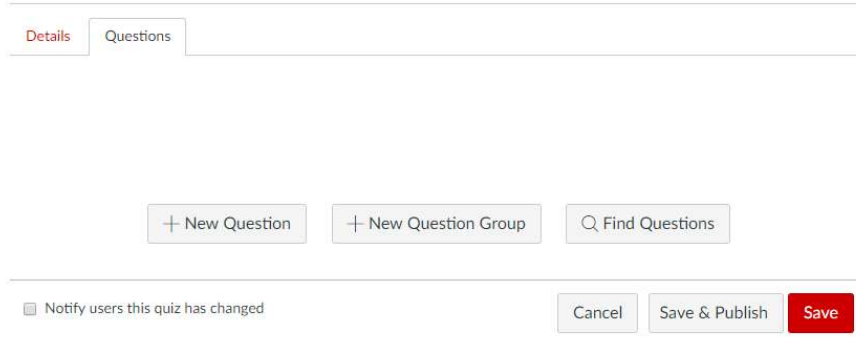 Details Questions
+ New Question + New Question Group Find Questions
Notify users this quiz has changed Cancel Save & Publish Save